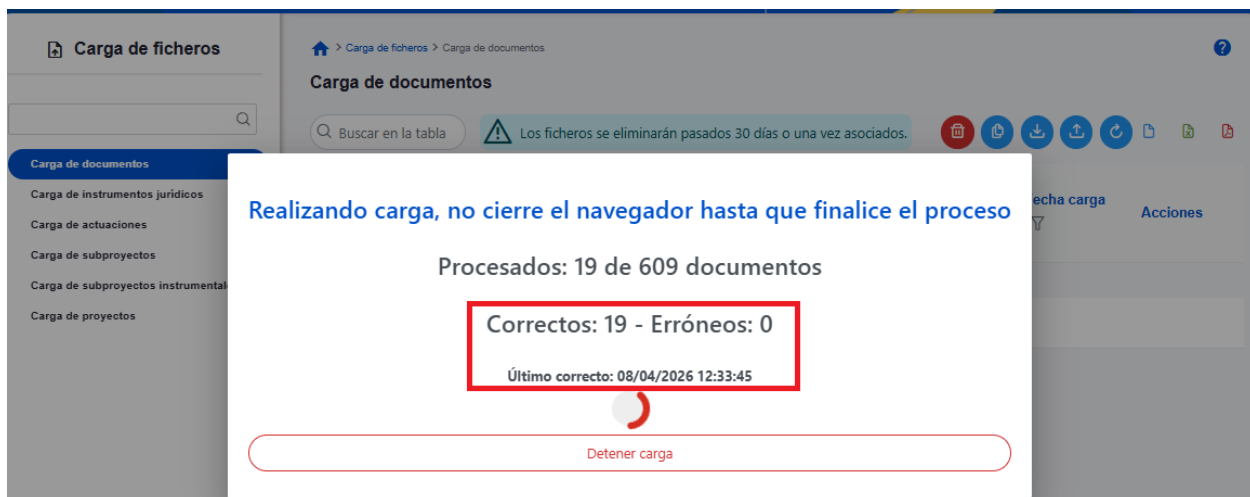 Carga de ficheros
Carga de documentos
Carga de instrumentos jurídicos
Carga de actuaciones
Carga de subproyectos
Carga de subproyectos instrumental
Carga de proyectos
> Carga de ficheros > Carga de documentos
Carga de documentos
Buscar en la tabla
Los ficheros se eliminarán pasados 30 días o una vez asociados.
echa carga
Acciones
Realizando carga, no cierre el navegador hasta que finalice el proceso
Procesados: 19 de 609 documentos
Correctos: 19 - Erróneos: 0
Último correcto: 08/04/2026 12:33:45
Detener carga